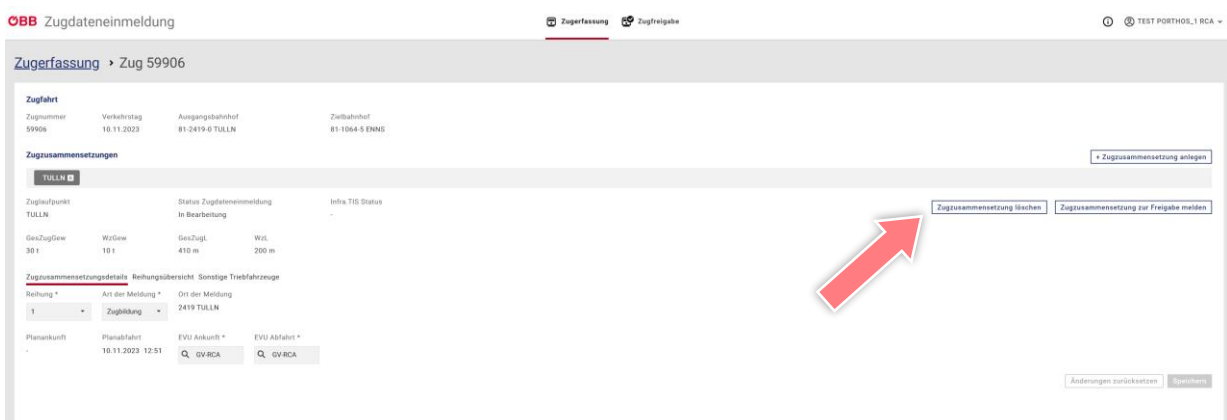 ÖBB Zugdateneinmeldung Zugerfassung Zugfreigabe TEST PORTHOS_1 RCA
Zugerfassung › Zug 59906
Zugfahrt
Zugnummer Verkehrstag Ausgangsbahnhof Zielbahnhof
59906 10.11.2023 81-2419-0 TULLN 81-1064-5 ENNS
Zugzusammensetzungen + Zugzusammensetzung anlegen
TULLN
Zuglaufpunkt Status Zugdateneinmeldung Infra.TIS Status
TULLN In Bearbeitung - Zugzusammensetzung löschen Zugzusammensetzung zur Freigabe melden
GesZugGew WzGew GesZugL WzL
30 t 10 t 410 m 200 m
Zugzusammensetzungsdetails Reihungsübersicht Sonstige Triebfahrzeuge
Reihung * Art der Meldung * Ort der Meldung
1 Zugbildung 2419 TULLN
Planankunft Planabfahrt EVU Ankunft * EVU Abfahrt *
- 10.11.2023 12:51 GV-RCA GV-RCA
Änderungen zurücksetzen Speichern